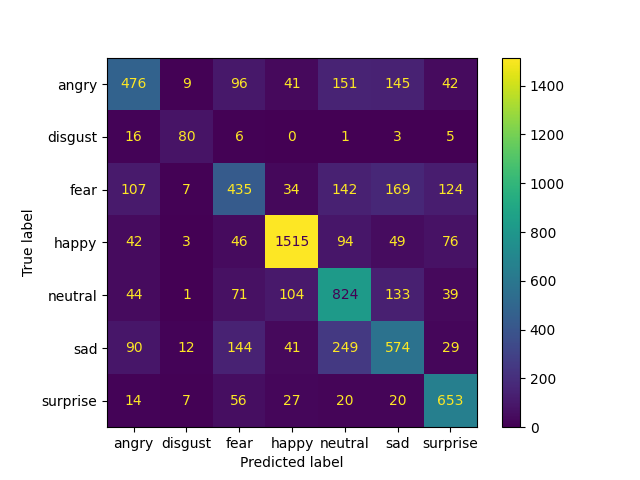 angry 476 9 96 41 151 145 42
disgust 16 80 6 0 1 3 5
fear 107 7 435 34 142 169 124
happy 42 3 46 1515 94 49 76
neutral 44 1 71 104 824 133 39
sad 90 12 144 41 249 574 29
surprise 14 7 56 27 20 20 653
angry disgust fear happy neutral sad surprise
Predicted label
True label
1400
1200
1000
800
600
400
200
0